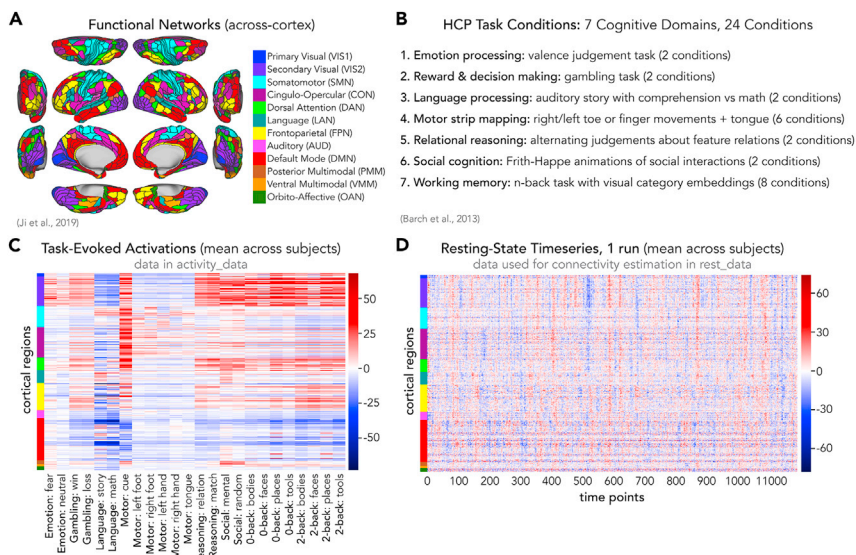 A
Functional Networks (across-cortex)
Primary Visual (VIS1)
Secondary Visual (VIS2)
Somatomotor (SMN)
Cingulo-Opercular (CON)
Dorsal Attention (DAN)
Language (LAN)
Frontoparietal (FPN)
Auditory (AUD)
Default Mode (DMN)
Posterior Multimodal (PMM)
Ventral Multimodal (VMM)
Orbito-Affective (OAN)
(Ji et al., 2019)
B
HCP Task Conditions: 7 Cognitive Domains, 24 Conditions
1. Emotion processing: valence judgement task (2 conditions)
2. Reward & decision making: gambling task (2 conditions)
3. Language processing: auditory story with comprehension vs math (2 conditions)
4. Motor strip mapping: right/left toe or finger movements + tongue (6 conditions)
5. Relational reasoning: alternating judgements about feature relations (2 conditions)
6. Social cognition: Frith-Happe animations of social interactions (2 conditions)
7. Working memory: n-back task with visual category embeddings (8 conditions)
(Barch et al., 2013)
C
Task-Evoked Activations (mean across subjects)
data in activity_data
cortical regions
50
25
0
-25
-50
Emotion: fear
Emotion: neutral
Gambling: win
Gambling: loss
Language: story
Language: math
Motor: cue
Motor: left foot
Motor: right foot
Motor: left hand
Motor: right hand
Motor: tongue
easoning: relation
Reasoning: match
Social: mental
Social: random
0-back: bodies
0-back: faces
0-back: places
0-back: tools
2-back: bodies
2-back: faces
2-back: places
2-back: tools
D
Resting-State Timeseries, 1 run (mean across subjects)
data used for connectivity estimation in rest_data
cortical regions
60
30
0
-30
-60
0 100 200 300 400 500 600 700 800 900 1000 11000
time points